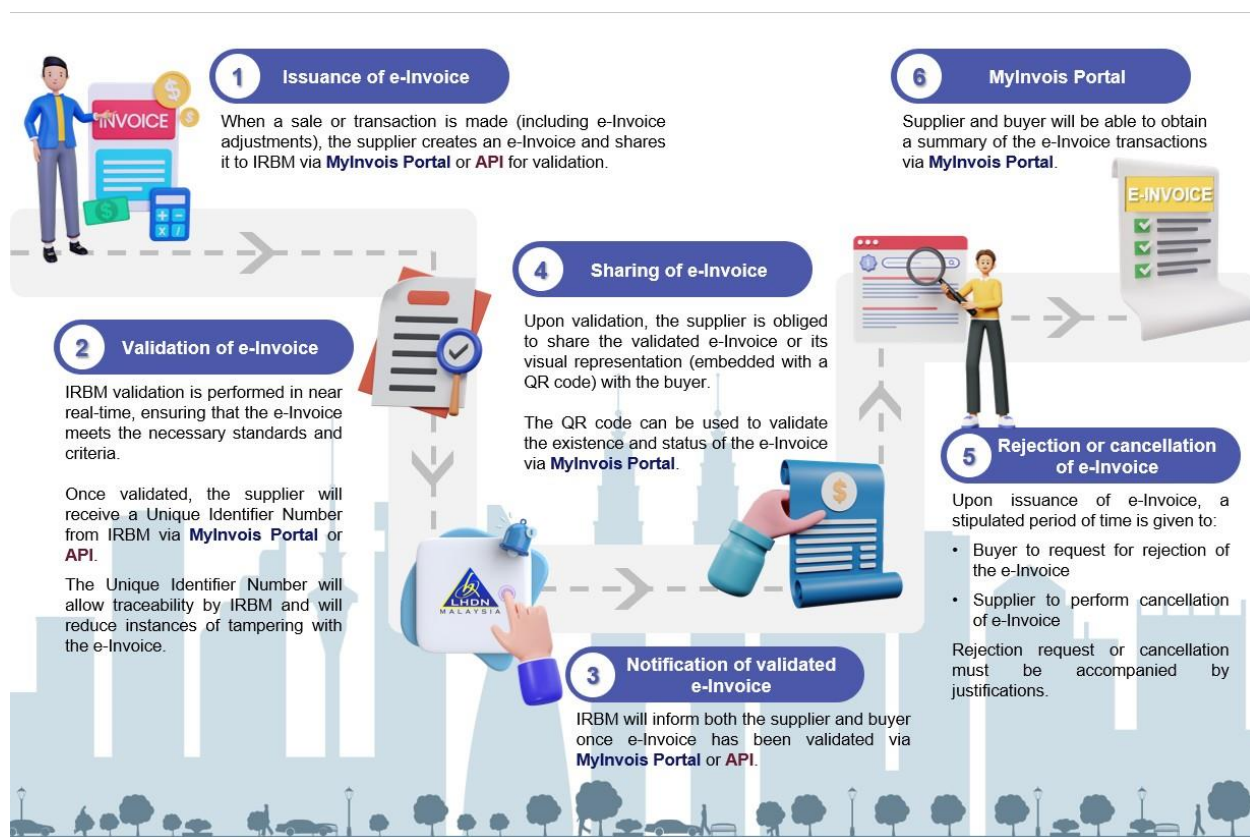 INVOICE
1
Issuance of e-Invoice
When a sale or transaction is made (including e-Invoice
adjustments), the supplier creates an e-Invoice and shares
it to IRBM via MyInvois Portal or API for validation.
2
Validation of e-Invoice
IRBM validation is performed in near
real-time, ensuring that the e-Invoice
meets the necessary standards and
criteria.
Once validated, the supplier will
receive a Unique Identifier Number
from IRBM via MyInvois Portal or
API.
The Unique Identifier Number will
allow traceability by IRBM and will
reduce instances of tampering with
the e-Invoice.
LHDN
MALAYSIA
3
Notification of validated
e-Invoice
IRBM will inform both the supplier and buyer
once e-Invoice has been validated via
MyInvois Portal or API.
4
Sharing of e-Invoice
Upon validation, the supplier is obliged
to share the validated e-Invoice or its
visual representation (embedded with a
QR code) with the buyer.
The QR code can be used to validate
the existence and status of the e-Invoice
via MyInvois Portal.
5
Rejection or cancellation
of e-Invoice
Upon issuance of e-Invoice, a
stipulated period of time is given to:
• Buyer to request for rejection of
the e-Invoice
• Supplier to perform cancellation
of e-Invoice
Rejection request or cancellation
must be accompanied by
justifications.
6
MyInvois Portal
Supplier and buyer will be able to obtain
a summary of the e-Invoice transactions
via MyInvois Portal.
E-INVOICE